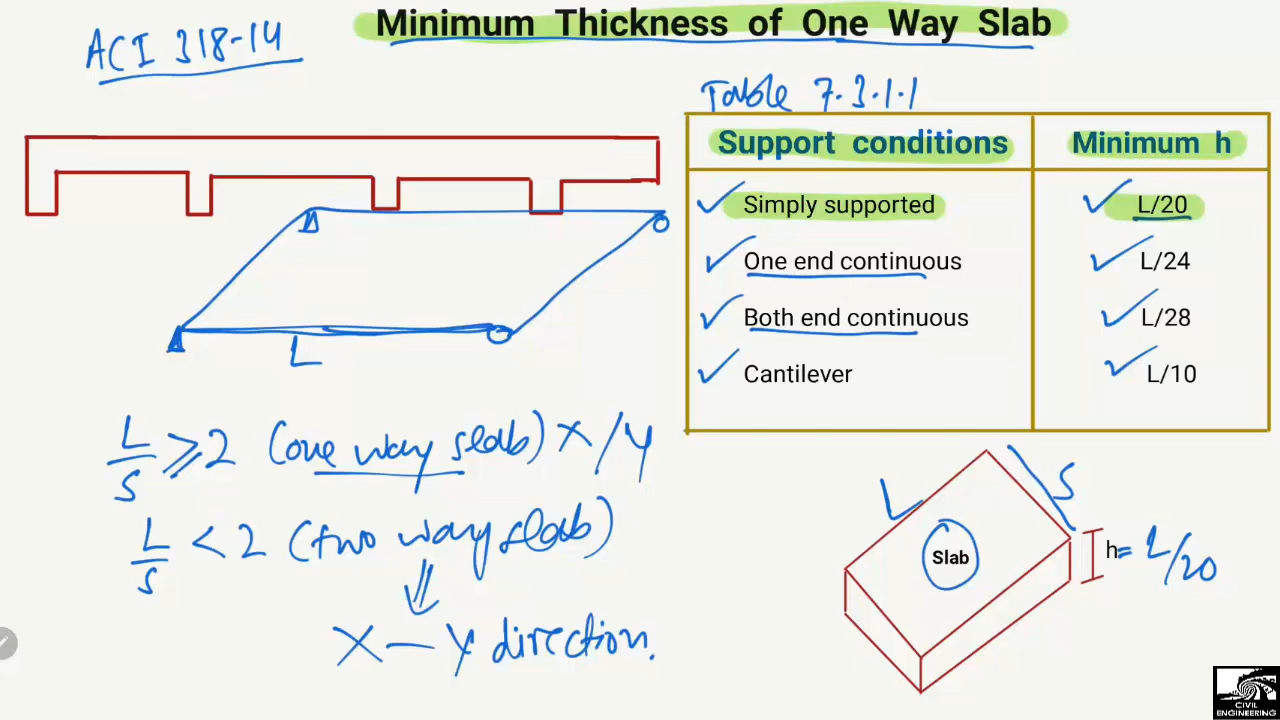 Minimum Thickness of One Way Slab
ACI 318-14
Table 7.3.1.1
Support conditions Minimum h
Simply supported L/20
One end continuous L/24
Both end continuous L/28
Cantilever L/10
L
L/S ⩾ 2 (one way slab) X/Y
L/S < 2 (two way slab)
⇓
X — Y direction.
L
S
Slab
h= L/20
CIVIL
ENGINEERING